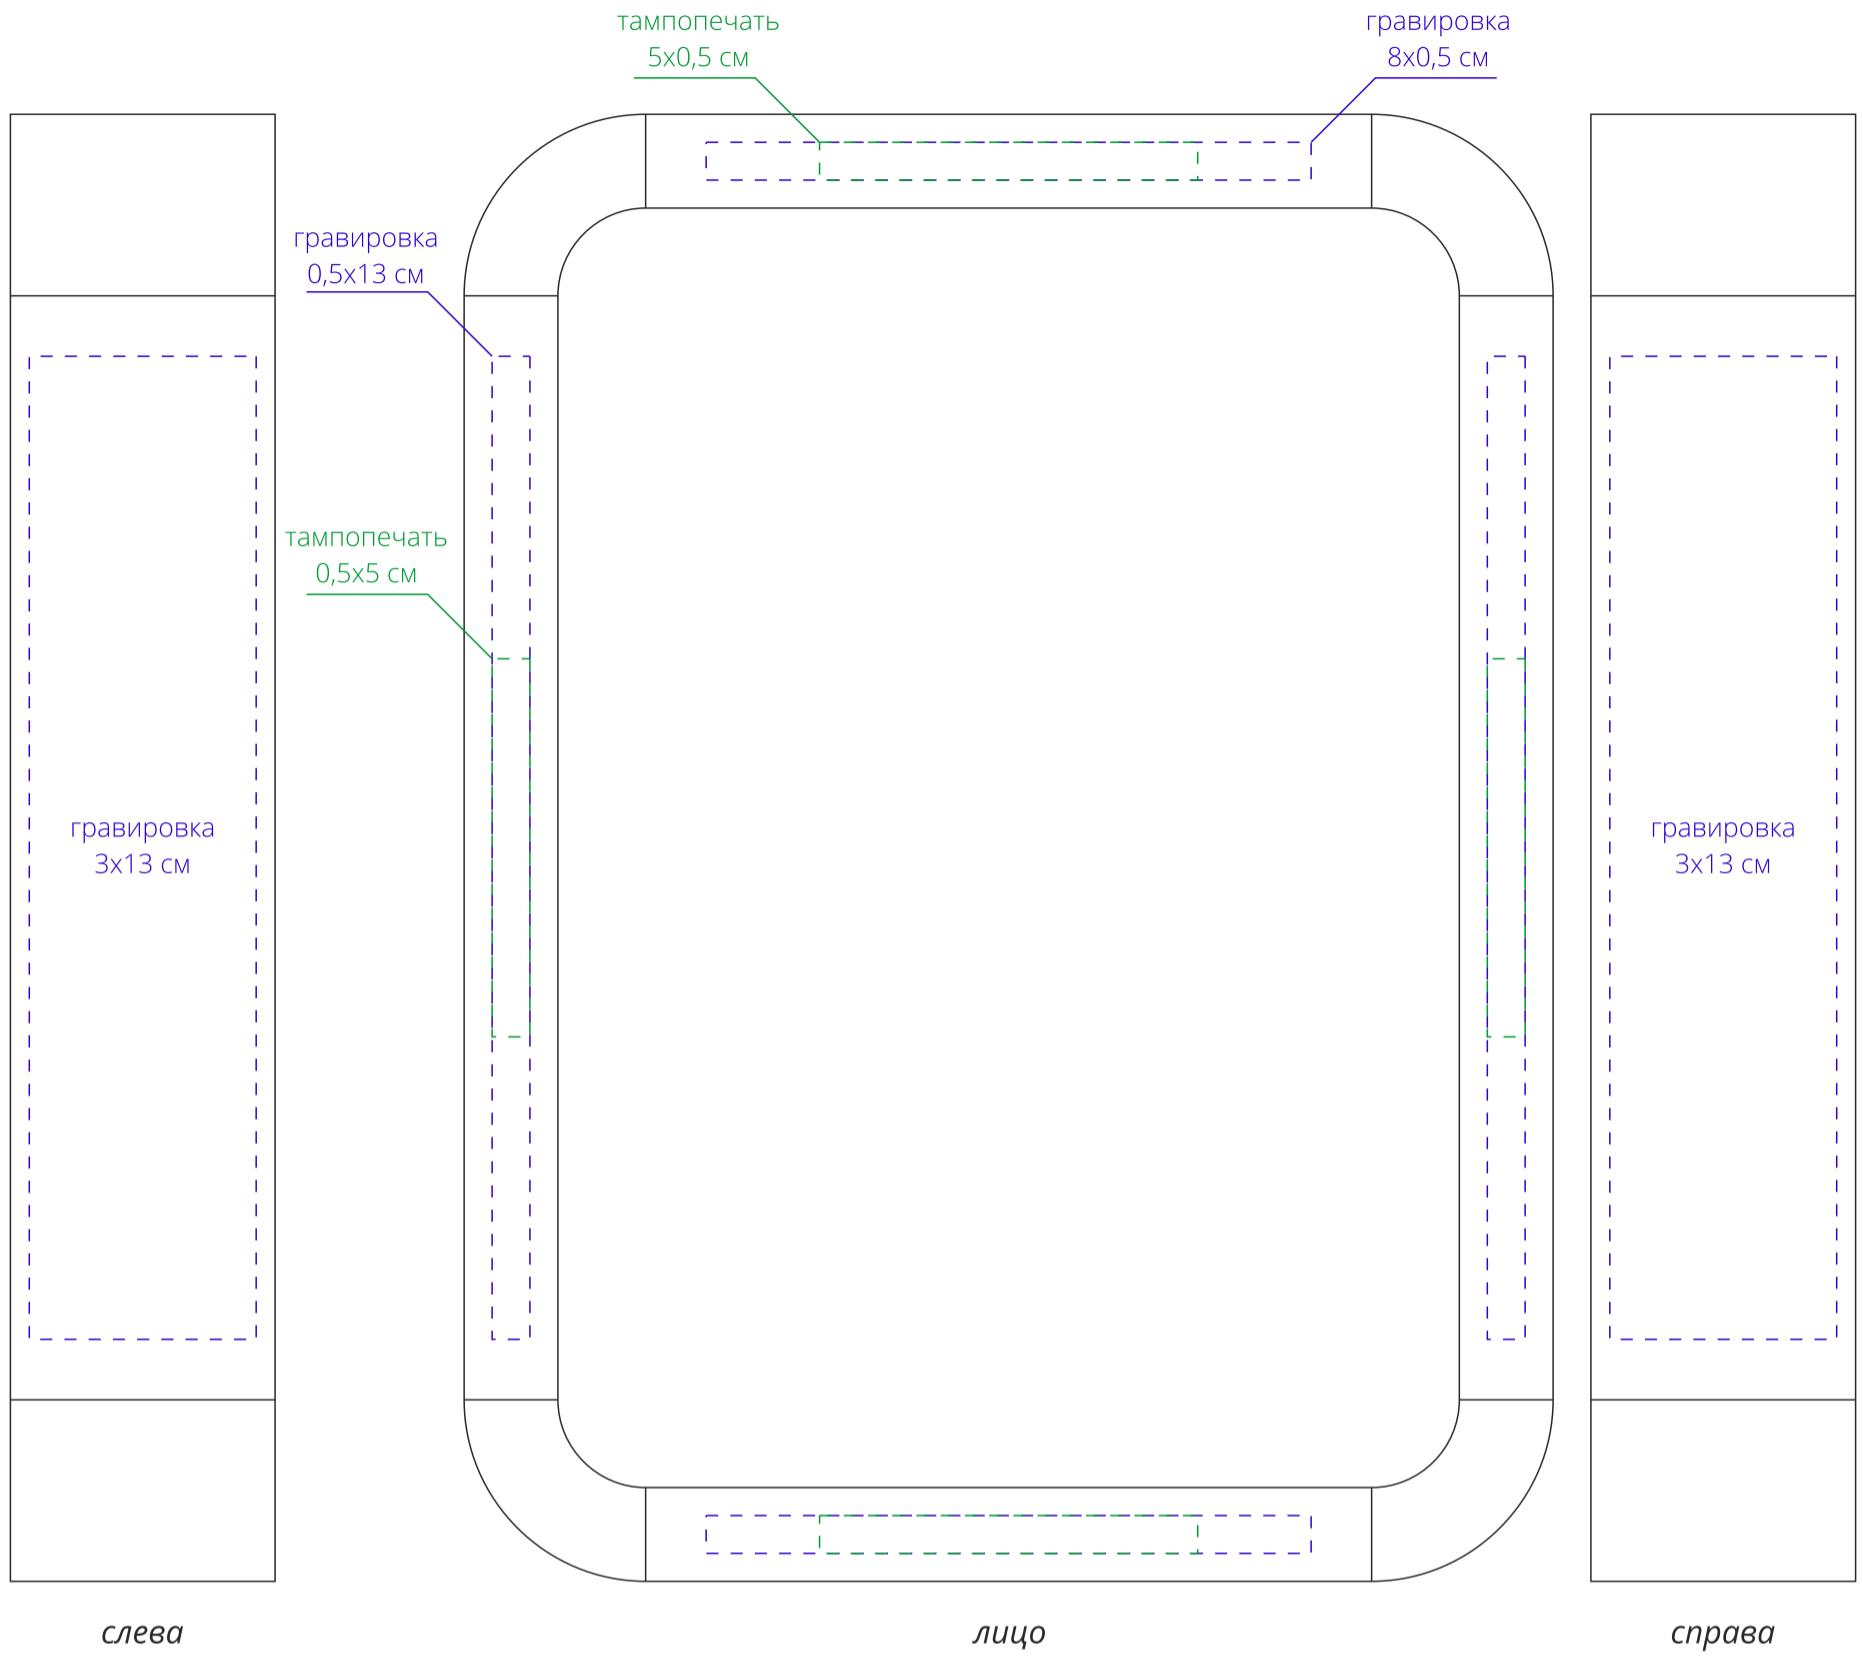 тампопечать
5х0,5 см
гравировка
8х0,5 см
гравировка
0,5х13 см
тампопечать
0,5х5 см
гравировка
3х13 см
гравировка
3х13 см
слева
лицо
справа